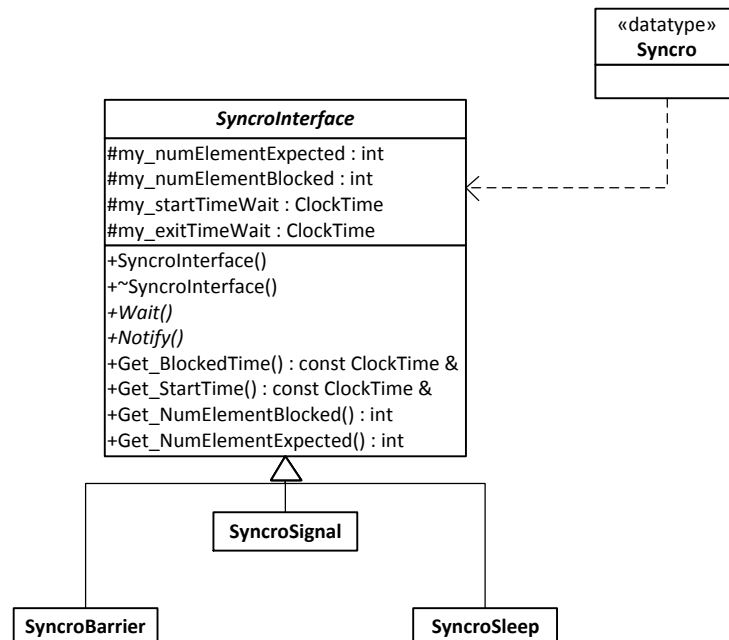 «datatype»
Syncro
SyncroInterface
#my_numElementExpected : int
#my_numElementBlocked : int
#my_startTimeWait : ClockTime
#my_exitTimeWait : ClockTime
+SyncroInterface()
+~SyncroInterface()
+Wait()
+Notify()
+Get_BlockedTime() : const ClockTime &
+Get_StartTime() : const ClockTime &
+Get_NumElementBlocked() : int
+Get_NumElementExpected() : int
SyncroSignal
SyncroBarrier
SyncroSleep